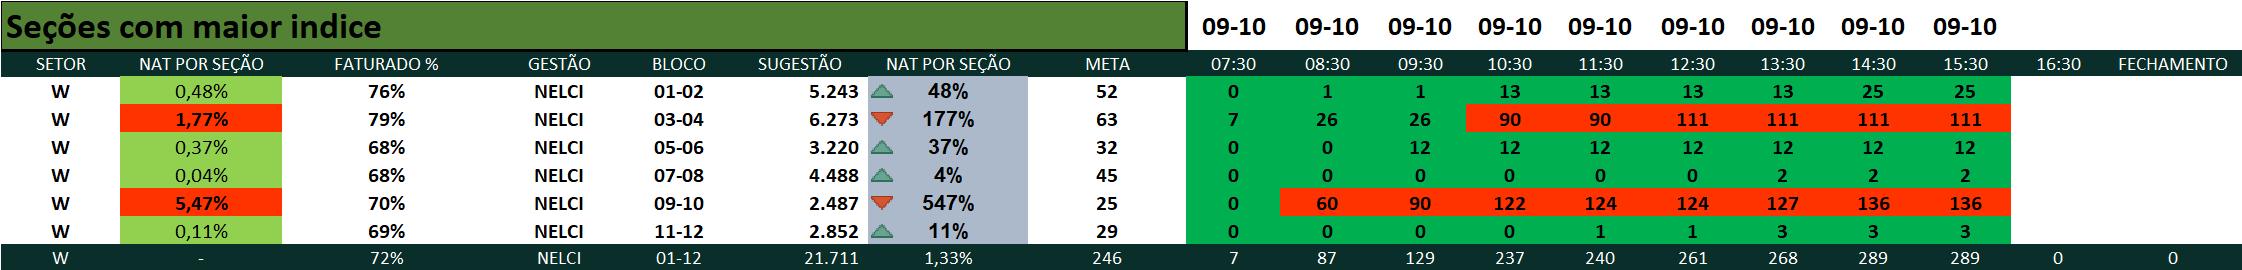 Seções com maior indice 09-10 09-10 09-10 09-10 09-10 09-10 09-10 09-10 09-10
SETOR NAT POR SEÇÃO FATURADO % GESTÃO BLOCO SUGESTÃO NAT POR SEÇÃO META 07:30 08:30 09:30 10:30 11:30 12:30 13:30 14:30 15:30 16:30 FECHAMENTO
W 0,48% 76% NELCI 01-02 5.243 48% 52 0 1 1 13 13 13 13 25 25
W 1,77% 79% NELCI 03-04 6.273 177% 63 7 26 26 90 90 111 111 111 111
W 0,37% 68% NELCI 05-06 3.220 37% 32 0 0 12 12 12 12 12 12 12
W 0,04% 68% NELCI 07-08 4.488 4% 45 0 0 0 0 0 0 2 2 2
W 5,47% 70% NELCI 09-10 2.487 547% 25 0 60 90 122 124 124 127 136 136
W 0,11% 69% NELCI 11-12 2.852 11% 29 0 0 0 0 1 1 3 3 3
W - 72% NELCI 01-12 21.711 1,33% 246 7 87 129 237 240 261 268 289 289 0 0